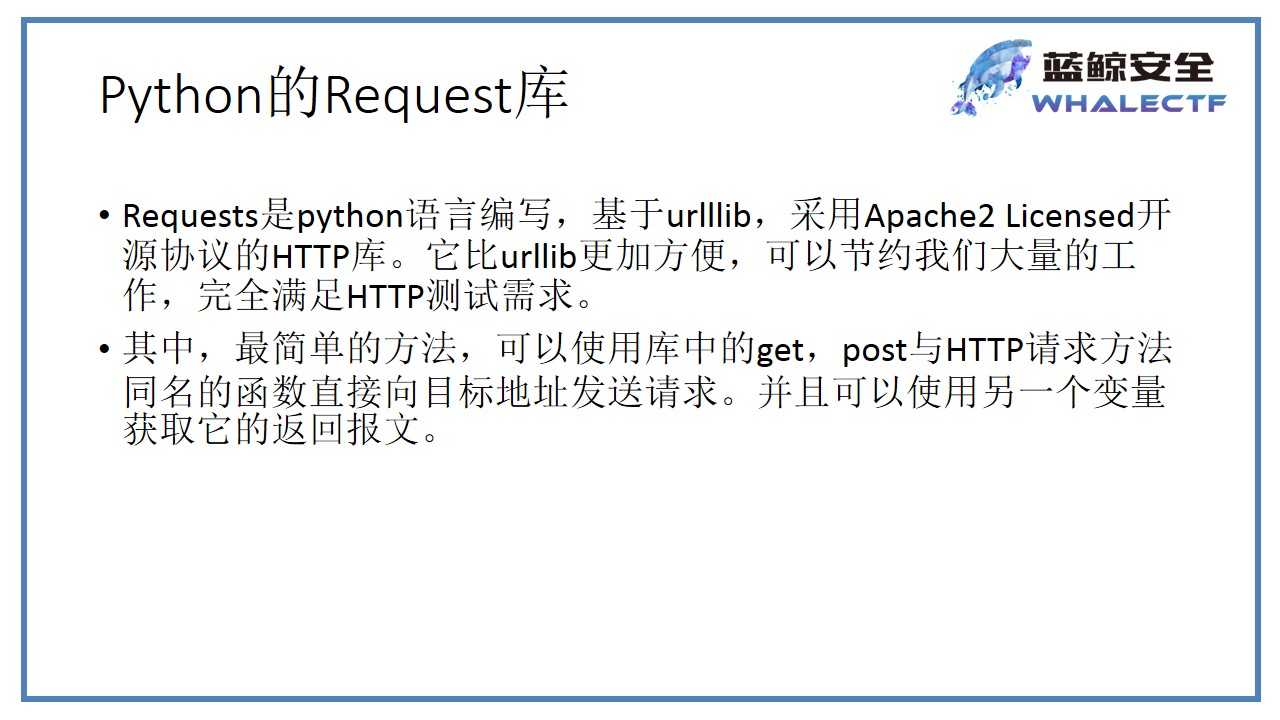 Python的Request库
蓝鲸安全
WHALECTF
• Requests是python语言编写，基于urlllib，采用Apache2 Licensed开
源协议的HTTP库。它比urllib更加方便，可以节约我们大量的工
作，完全满足HTTP测试需求。
• 其中，最简单的方法，可以使用库中的get，post与HTTP请求方法
同名的函数直接向目标地址发送请求。并且可以使用另一个变量
获取它的返回报文。